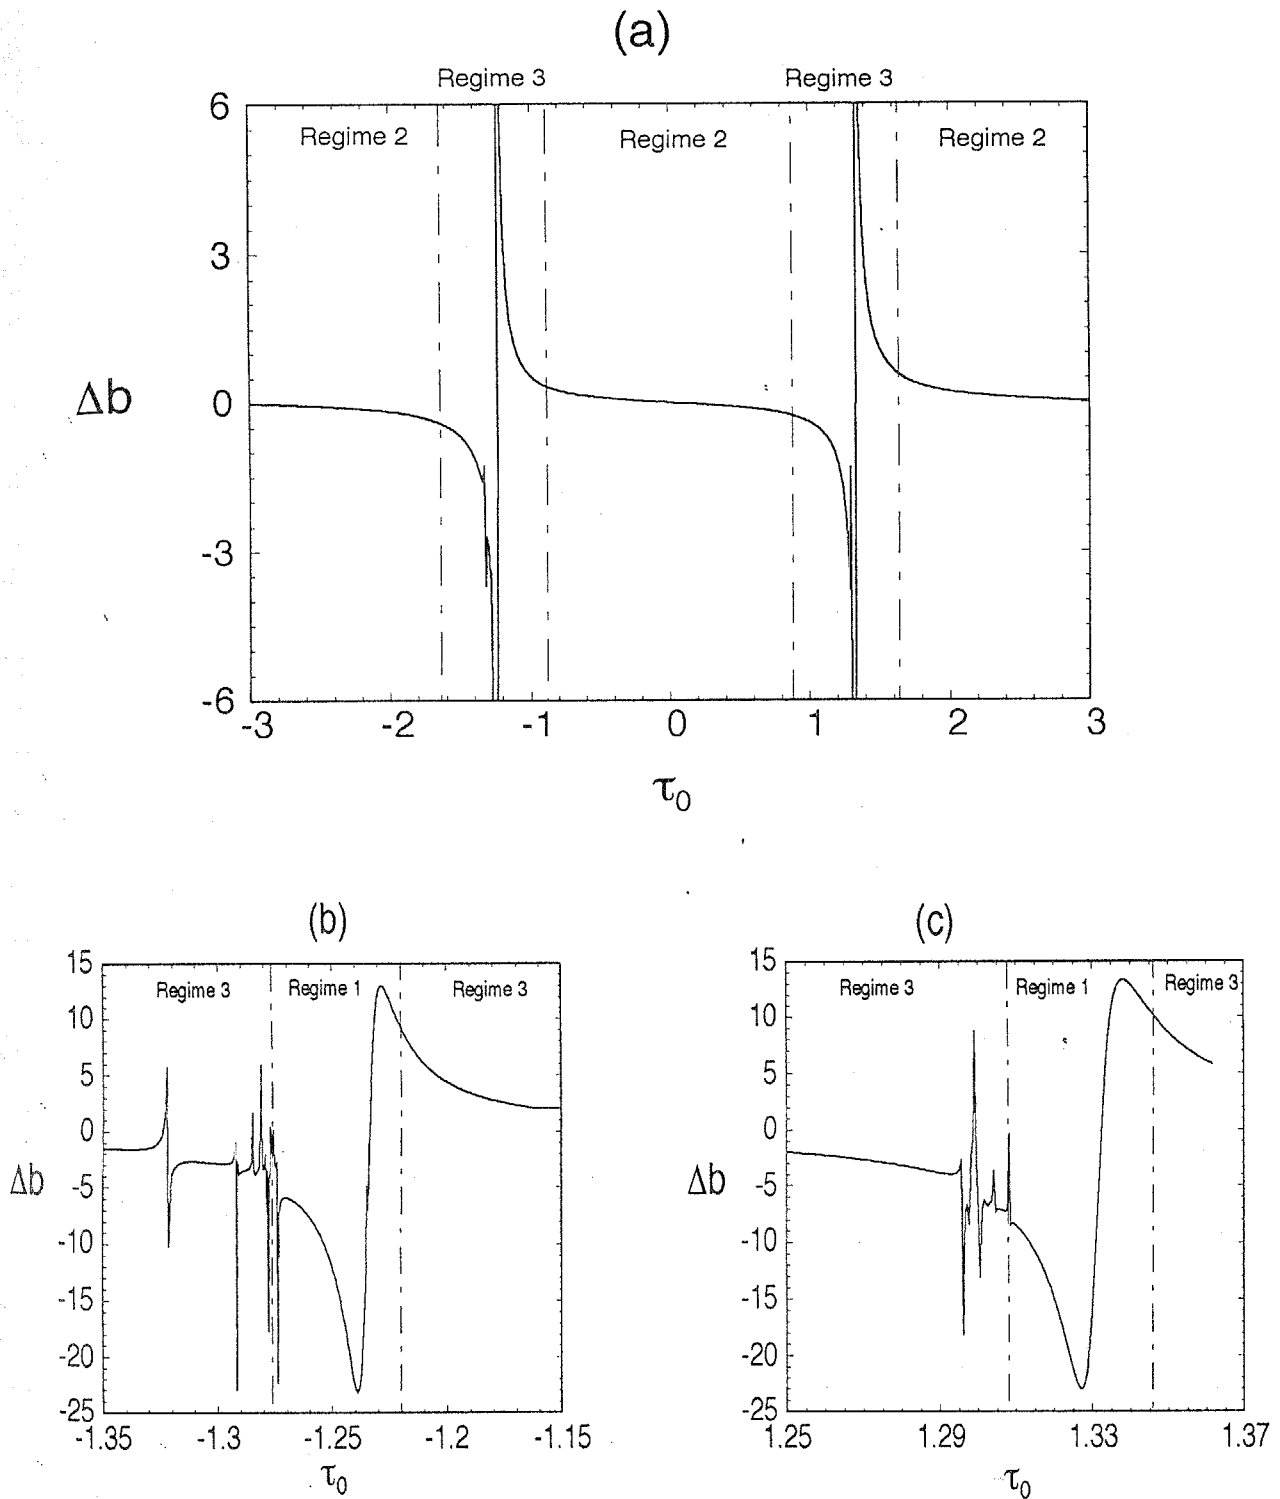 (a)
Regime 3 Regime 3
6
Regime 2 Regime 2 Regime 2
3
Δb
0
-3
-6
-3 -2 -1 0 1 2 3
τ0
(b)
15
Regime 3 Regime 1 Regime 3
10
5
0
Δb
-5
-10
-15
-20
-25
-1.35 -1.3 -1.25 -1.2 -1.15
τ0
(c)
15
Regime 3 Regime 1 Regime 3
10
5
0
Δb
-5
-10
-15
-20
-25
1.25 1.29 1.33 1.37
τ0